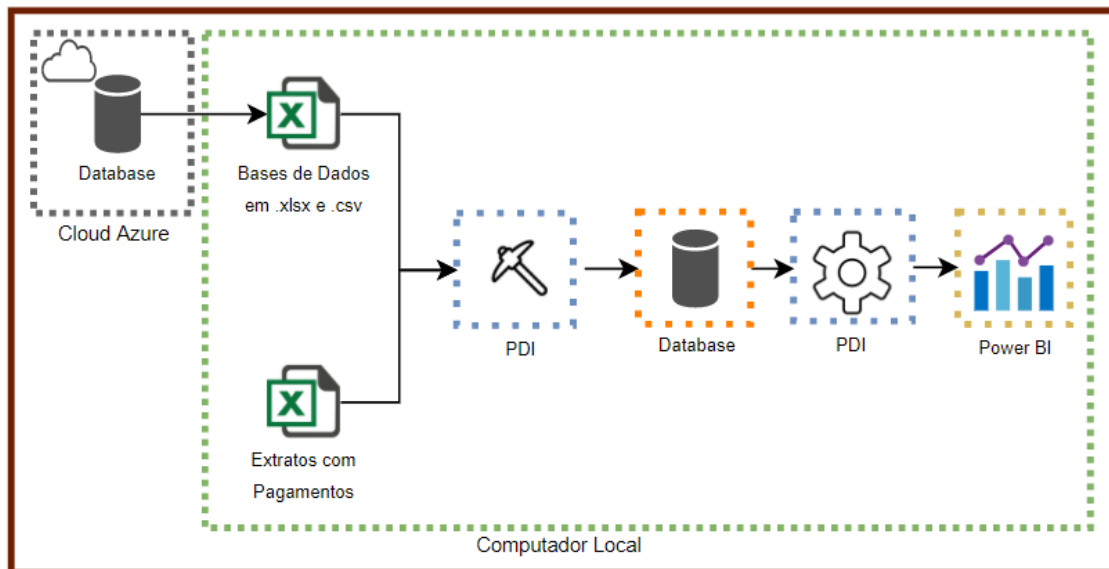 Database
Cloud Azure
Bases de Dados
em .xlsx e .csv
Extratos com
Pagamentos
PDI
Database
PDI
Power BI
Computador Local